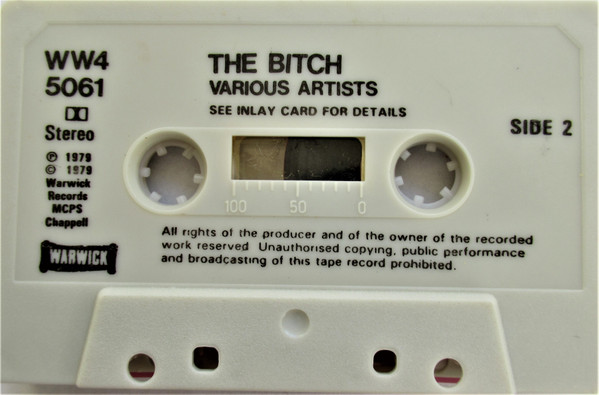 WW4
5061
Stereo
℗ 1979
© 1979
Warwick
Records
MCPS
Chappell
WARWICK
THE BITCH
VARIOUS ARTISTS
SEE INLAY CARD FOR DETAILS
SIDE 2
100 50 0
All rights of the producer and of the owner of the recorded
work reserved Unauthorised copying, public performance
and broadcasting of this tape record prohibited.